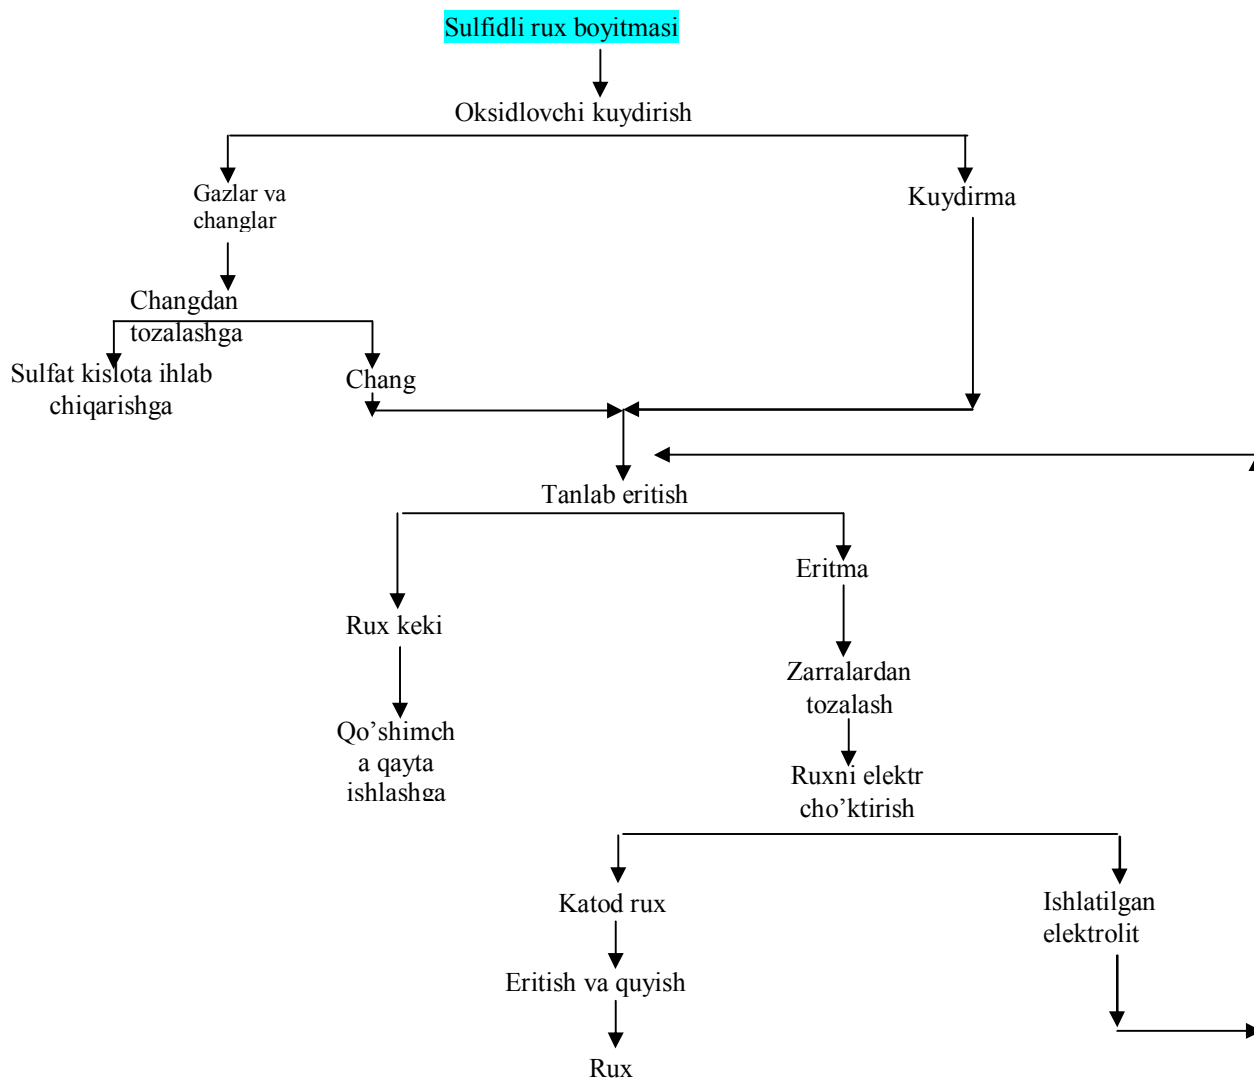 Sulfidli rux boyitmasi
Oksidlovchi kuydirish
Gazlar va
changlar
Kuydirma
Changdan
tozalashga
Sulfat kislota ihlab
chiqarishga
Chang
Tanlab eritish
Eritma
Rux keki
Zarralardan
tozalash
Qo’shimch
a qayta
ishlashga
Ruxni elektr
cho’ktirish
Katod rux
Ishlatilgan
elektrolit
Eritish va quyish
Rux